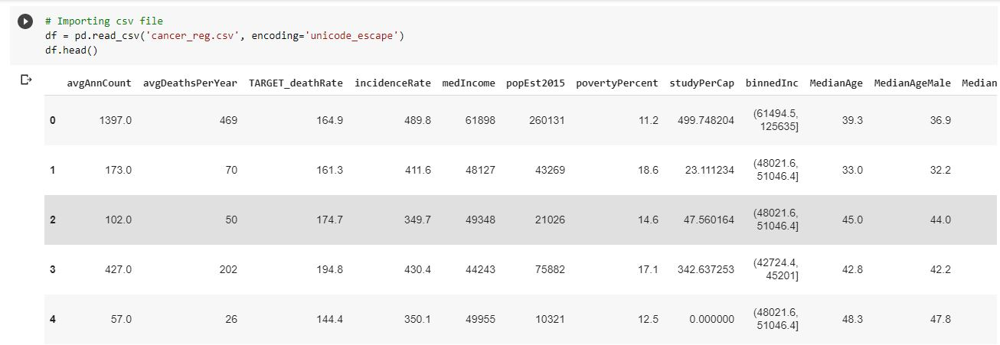 # Importing csv file
df = pd.read_csv('cancer_reg.csv', encoding='unicode_escape')
df.head()
avgAnnCount avgDeathsPerYear TARGET_deathRate incidenceRate medIncome popEst2015 povertyPercent studyPerCap binnedInc MedianAge MedianAgeMale Median
0 1397.0 469 164.9 489.8 61898 260131 11.2 499.748204 (61494.5, 125635] 39.3 36.9
1 173.0 70 161.3 411.6 48127 43269 18.6 23.111234 (48021.6, 51046.4] 33.0 32.2
2 102.0 50 174.7 349.7 49348 21026 14.6 47.560164 (48021.6, 51046.4] 45.0 44.0
3 427.0 202 194.8 430.4 44243 75882 17.1 342.637253 (42724.4, 45201] 42.8 42.2
4 57.0 26 144.4 350.1 49955 10321 12.5 0.000000 (48021.6, 51046.4] 48.3 47.8